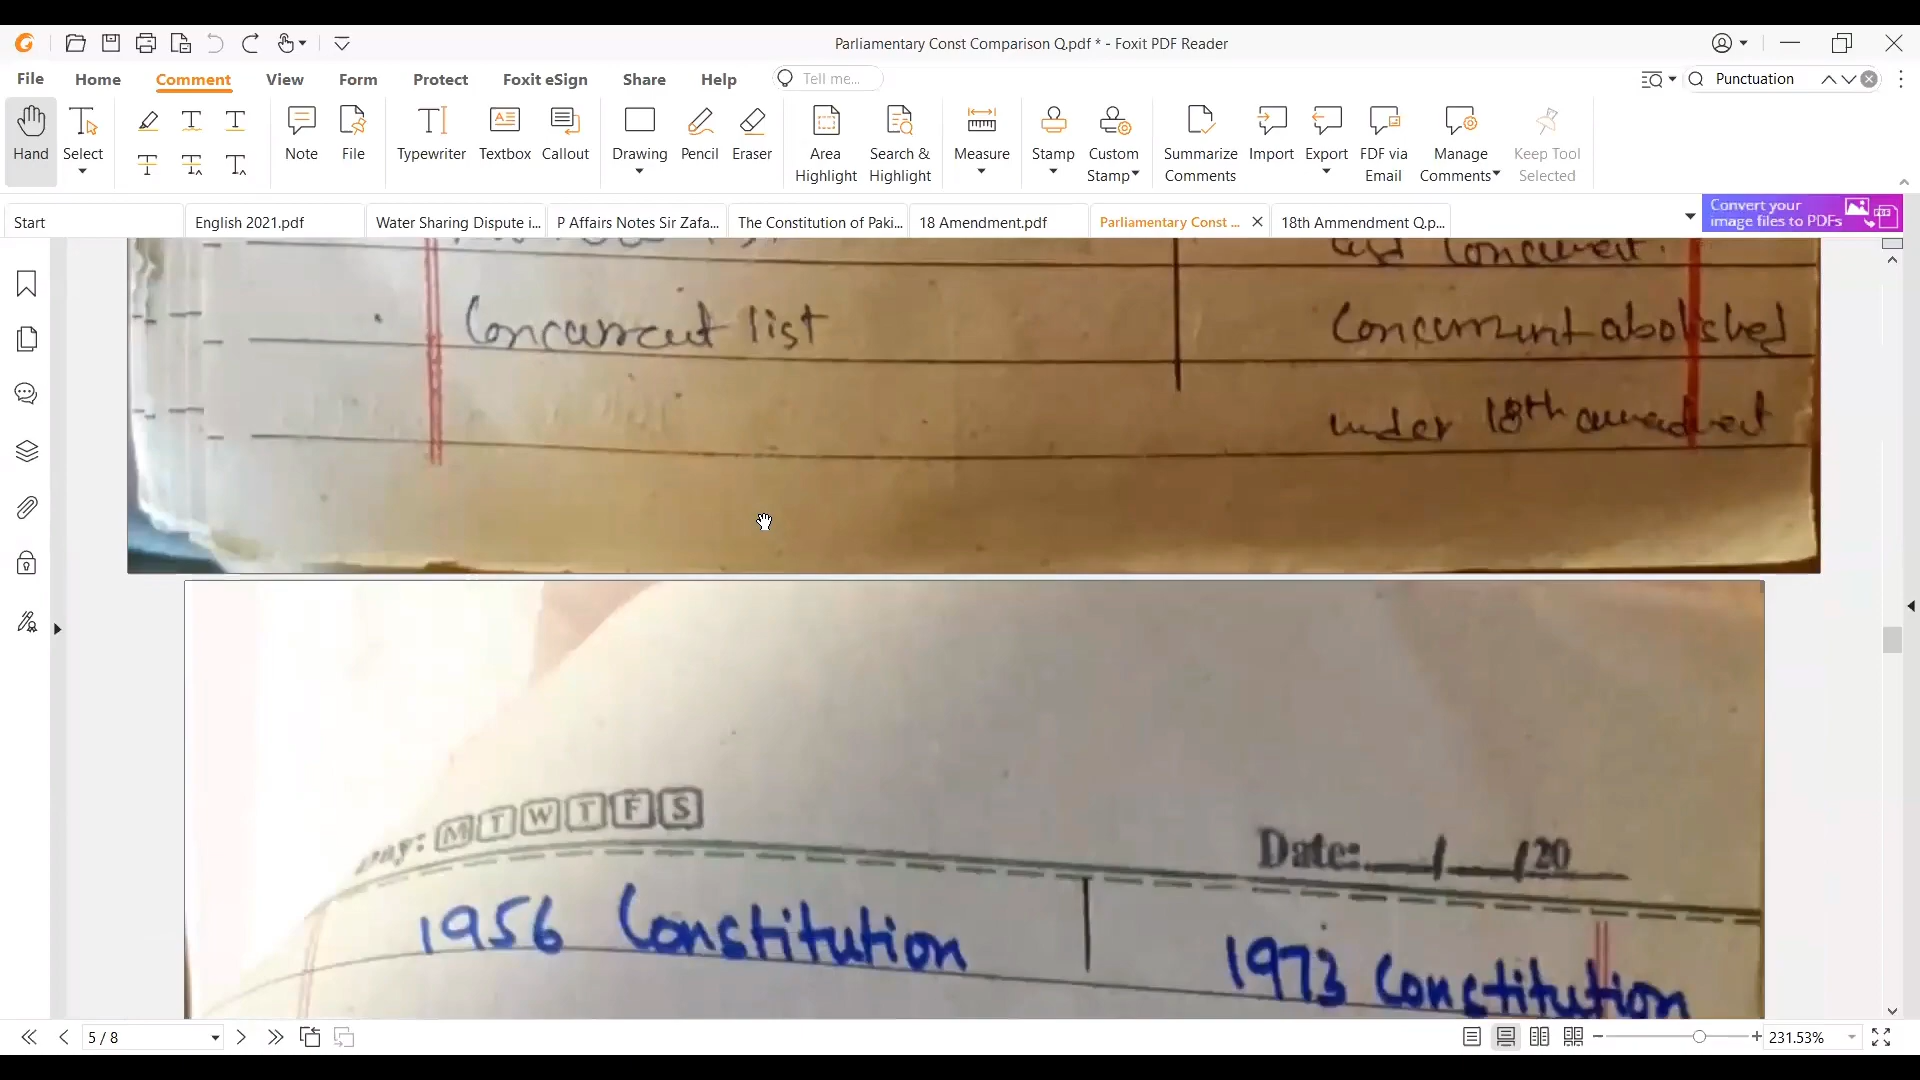 Parliamentary Const Comparison Q.pdf * - Foxit PDF Reader
File Home Comment View Form Protect Foxit eSign Share Help Tell me... Punctuation
Hand Select Note File Typewriter Textbox Callout Drawing Pencil Eraser Area Highlight Search & Highlight Measure Stamp Custom Stamp Summarize Comments Import Export FDF via Email Manage Comments Keep Tool Selected
Start English 2021.pdf Water Sharing Dispute i... P Affairs Notes Sir Zafa... The Constitution of Paki... 18 Amendment.pdf Parliamentary Const ... 18th Ammendment Q.p...
Convert your
image files to PDFs
and Concurrent.
Concurrent list
Concurrent abolished
under 18th amendment
Day: M T W T F S
Date: / /20
1956 Constitution
1973 Constitution
5 / 8
231.53%